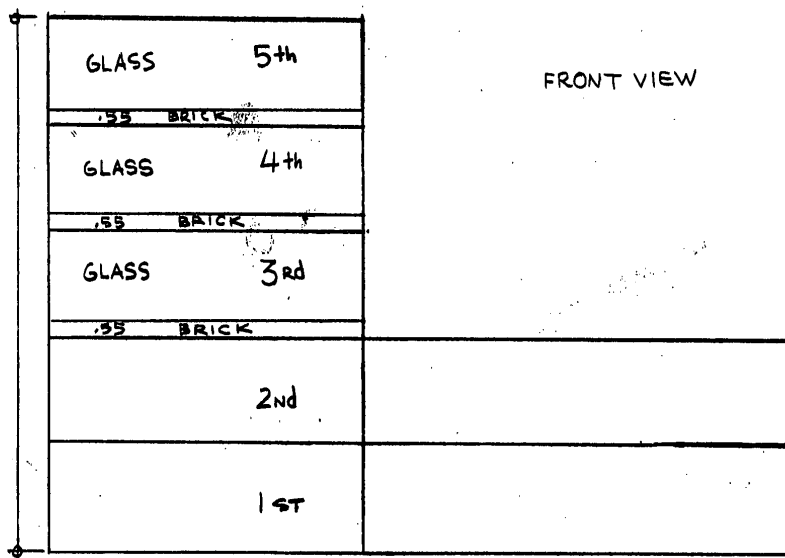 GLASS 5th
FRONT VIEW
.55 BRICK
GLASS 4th
.55 BRICK
GLASS 3Rd
.55 BRICK
2Nd
1ST